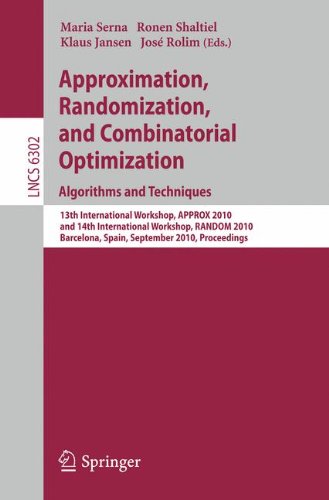 Maria Serna Ronen Shaltiel
Klaus Jansen José Rolim (Eds.)
LNCS 6302
Approximation,
Randomization,
and Combinatorial
Optimization
Algorithms and Techniques
13th International Workshop, APPROX 2010
and 14th International Workshop, RANDOM 2010
Barcelona, Spain, September 2010, Proceedings
Springer